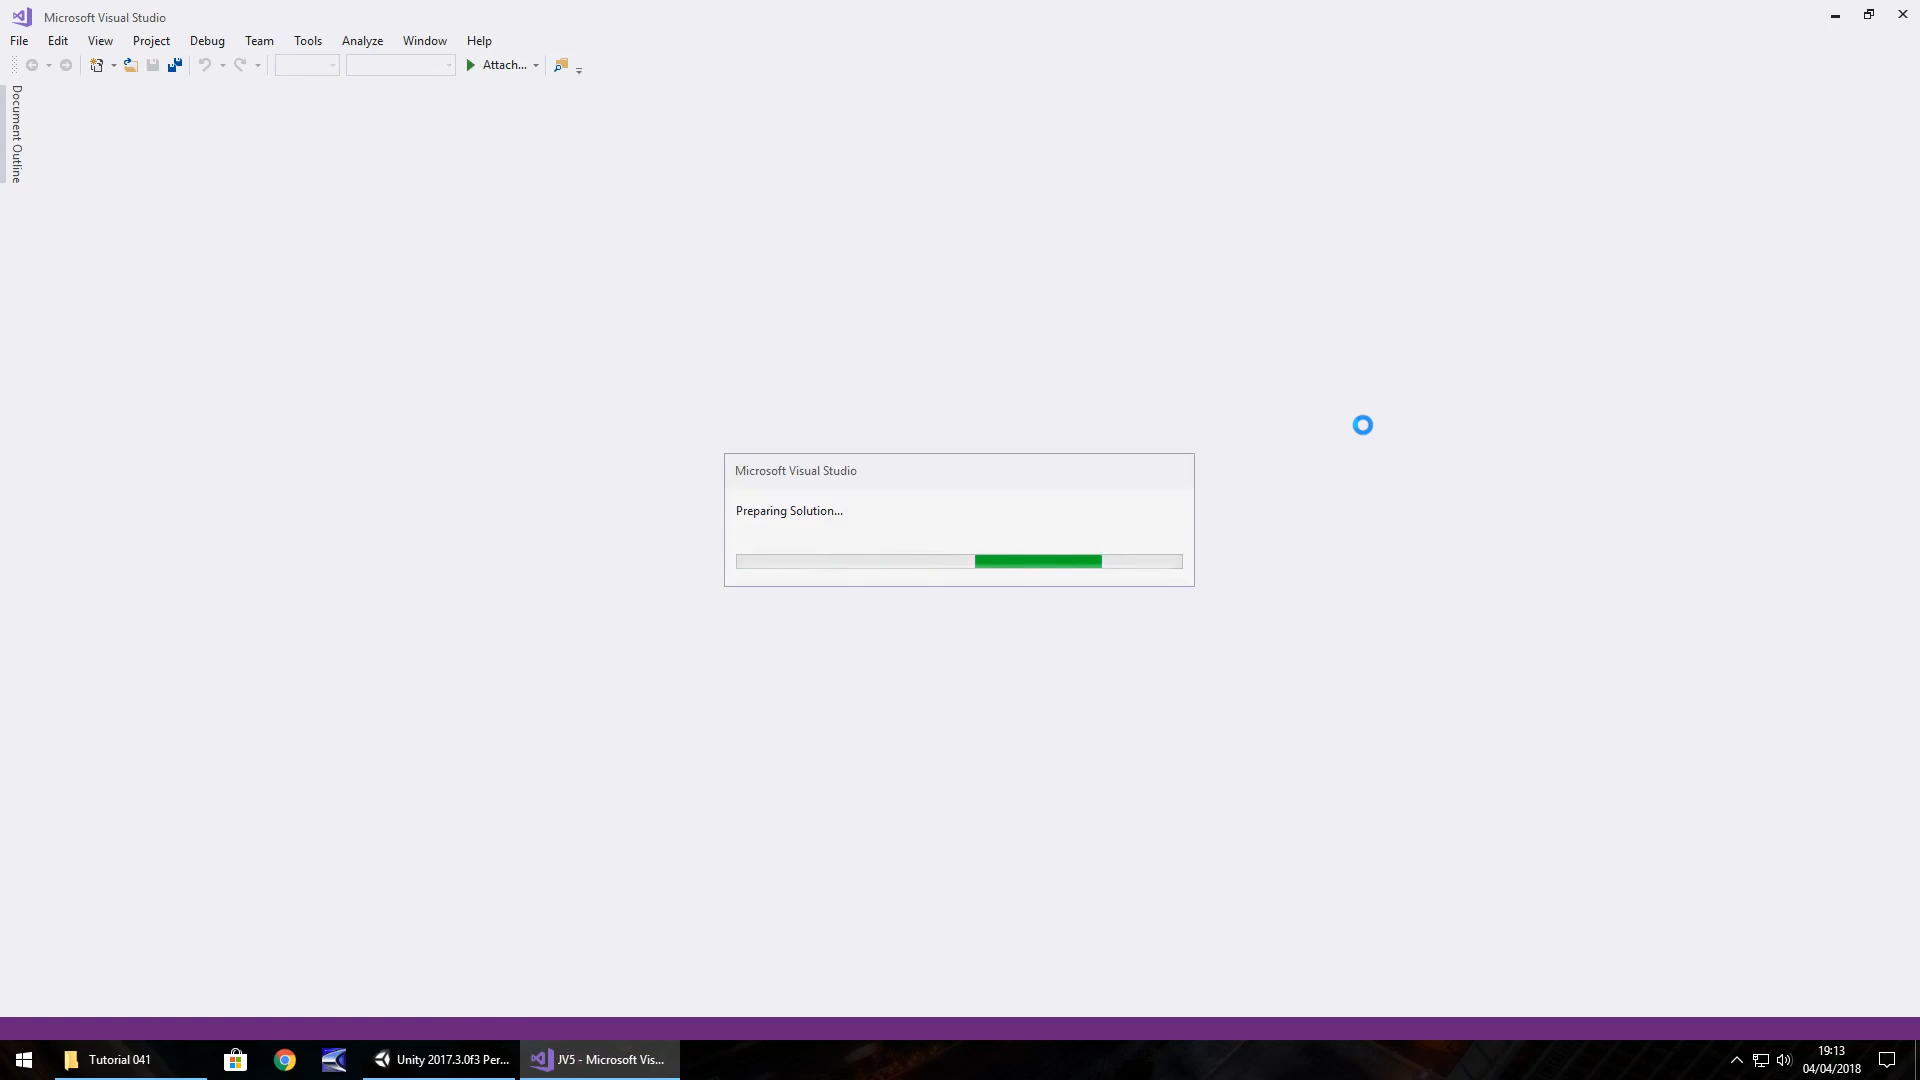 Microsoft Visual Studio
File Edit View Project Debug Team Tools Analyze Window Help
Attach...
Document Outline
Microsoft Visual Studio
Preparing Solution...
Tutorial 041
Unity 2017.3.0f3 Per...
JV5 - Microsoft Vis...
19:13
04/04/2018